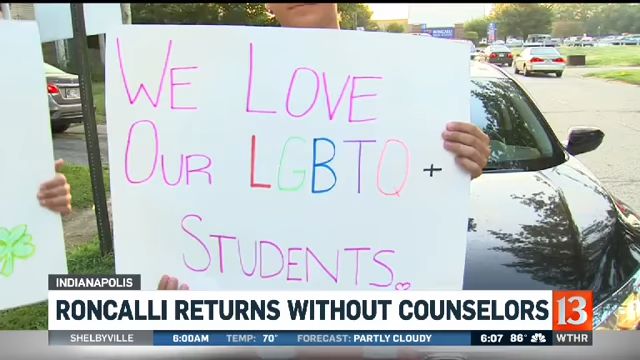 WE LOVE
OUR LGBTQ +
STUDENTS..
INDIANAPOLIS
RONCALLI RETURNS WITHOUT COUNSELORS
13
SHELBYVILLE 6:00AM TEMP: 70° FORECAST: PARTLY CLOUDY 6:07 86° WTHR